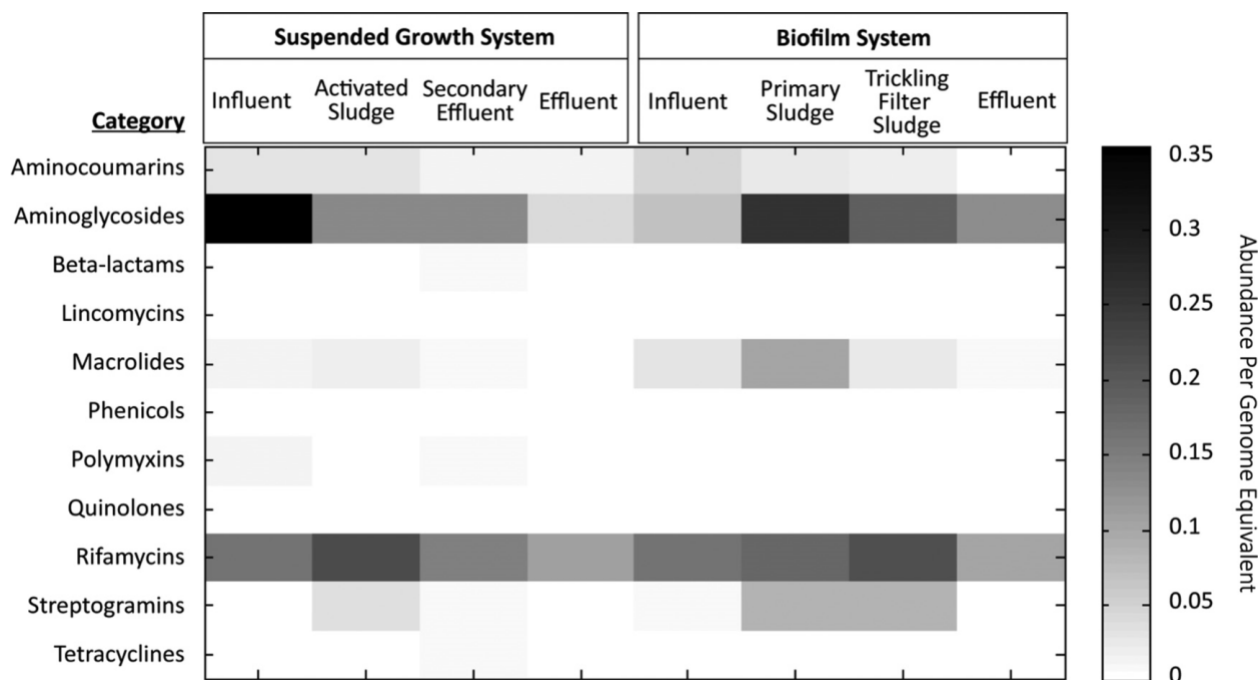 Suspended Growth System
Biofilm System
Influent
Activated
Sludge
Secondary
Effluent
Effluent
Influent
Primary
Sludge
Trickling
Filter
Sludge
Effluent
Category
Aminocoumarins
Aminoglycosides
Beta-lactams
Lincomycins
Macrolides
Phenicols
Polymyxins
Quinolones
Rifamycins
Streptogramins
Tetracyclines
0.35
0.3
0.25
0.2
0.15
0.1
0.05
0
Abundance Per Genome Equivalent